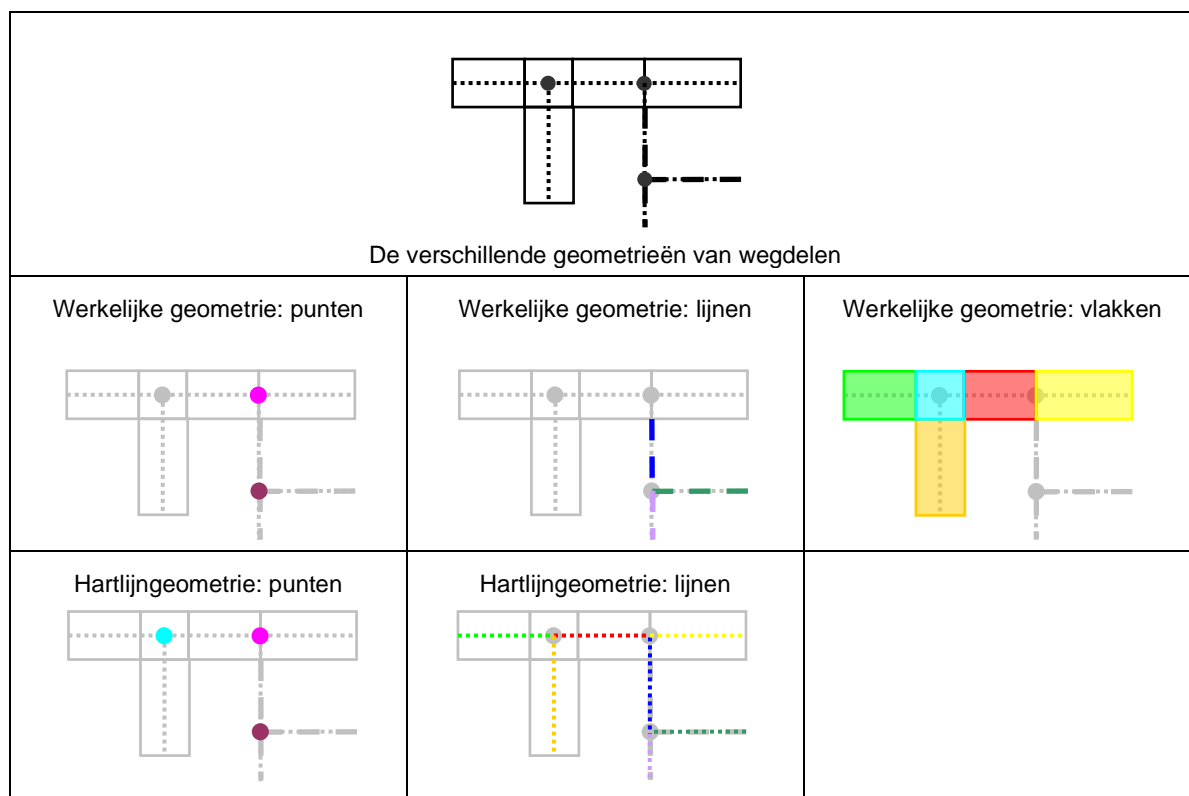 De verschillende geometrieën van wegdelen
Werkelijke geometrie: punten
Werkelijke geometrie: lijnen
Werkelijke geometrie: vlakken
Hartlijngeometrie: punten
Hartlijngeometrie: lijnen